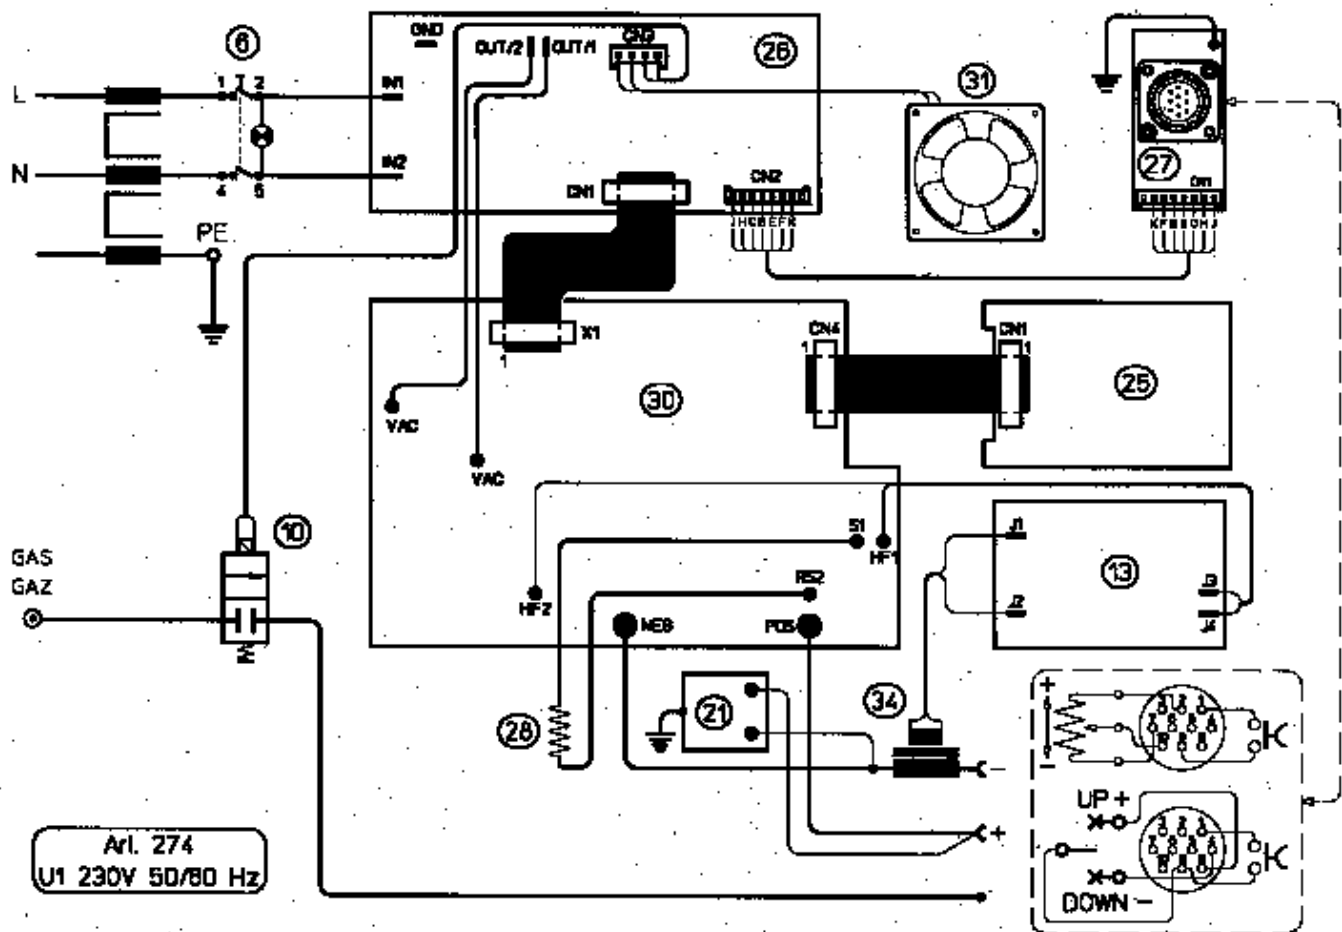 6
GND
OUT/2 OUT/1
CN3
26
31
27
L
1 2
IN1
N
4 5
IN2
PE
CN1
CN2
CN1
X1
1
CN4
1
CN1
1
30
25
VAC
VAC
10
GAS
GAZ
S1
HF1
HF2
RS2
NEG
POS
J1
J2
J3
J4
13
28
21
34
+
-
-
+
UP +
DOWN -
Art. 274
U1 230V 50/60 Hz